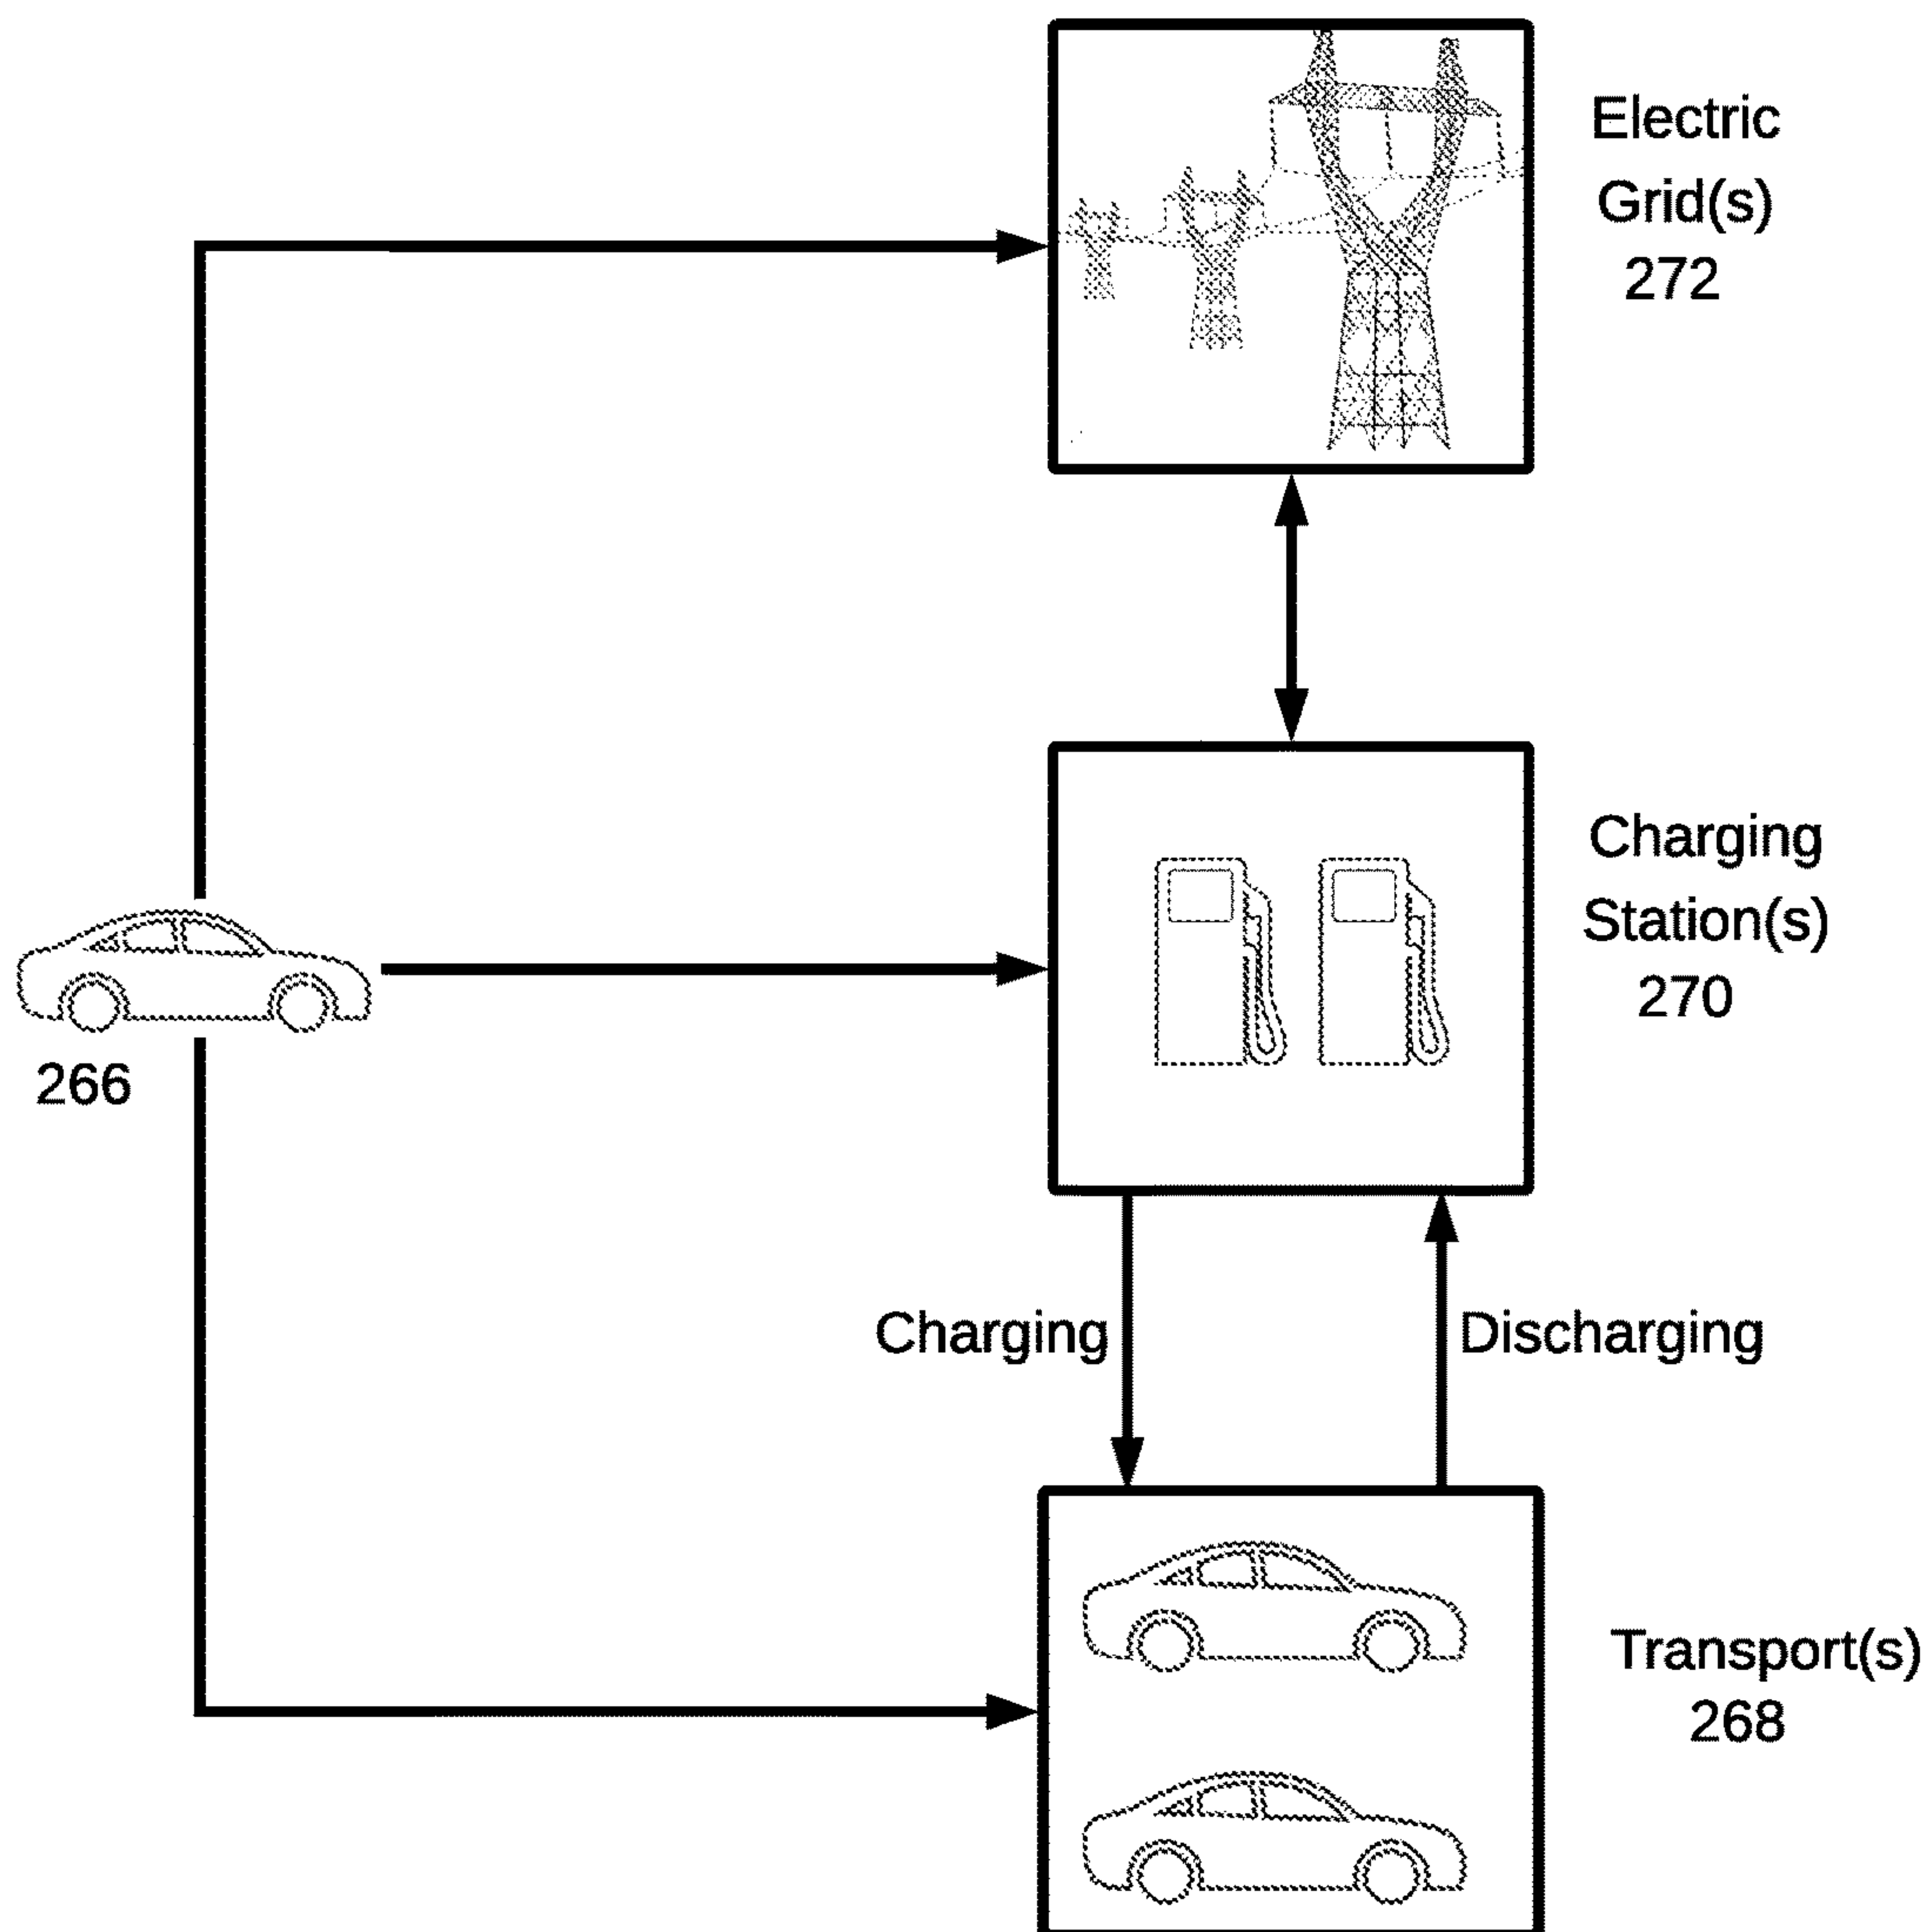 Electric
Grid(s)
272
Charging
Station(s)
270
266
Charging
Discharging
Transport(s)
268